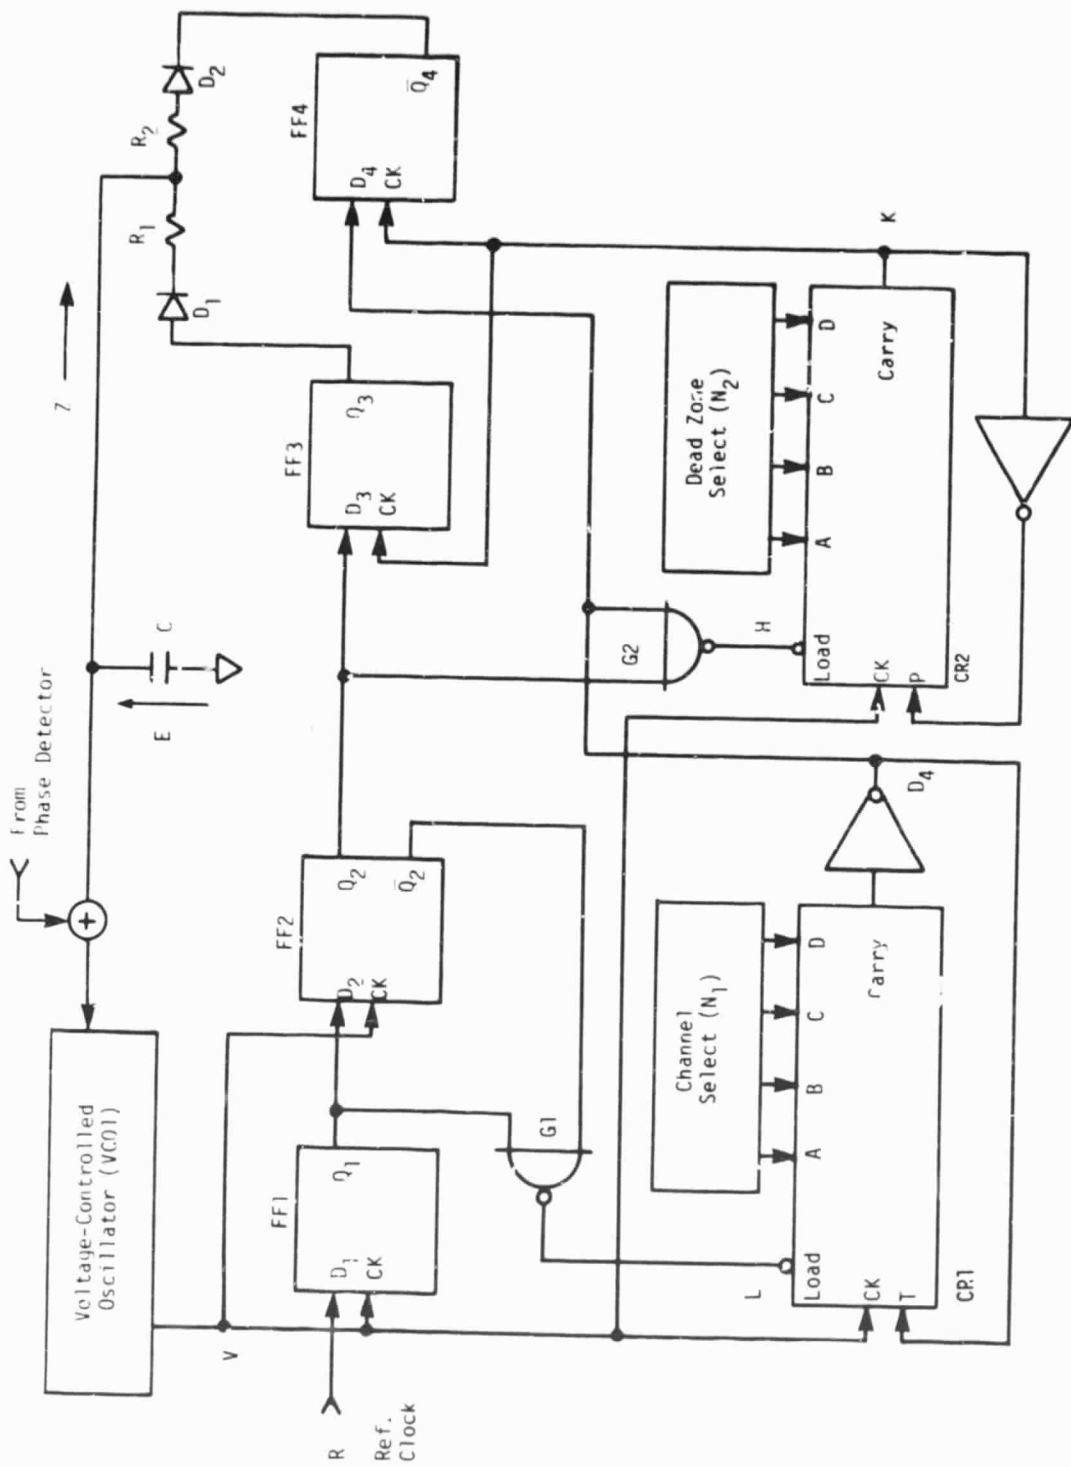 From
Phase Detector
Z
E
C
R1
D1
R2
D2
Voltage-Controlled
Oscillator (VCO1)
V
R
Ref.
Clock
FF1
D1
CK
Q1
G1
FF2
D2
CK
Q2
Q̅2
FF3
D3
CK
Q3
FF4
D4
CK
Q̅4
G2
H
K
L
Channel
Select (N1)
A
B
C
D
Load
CK
T
Carry
CR1
D4
Dead Zone
Select (N2)
A
B
C
D
Load
CK
P
Carry
CR2